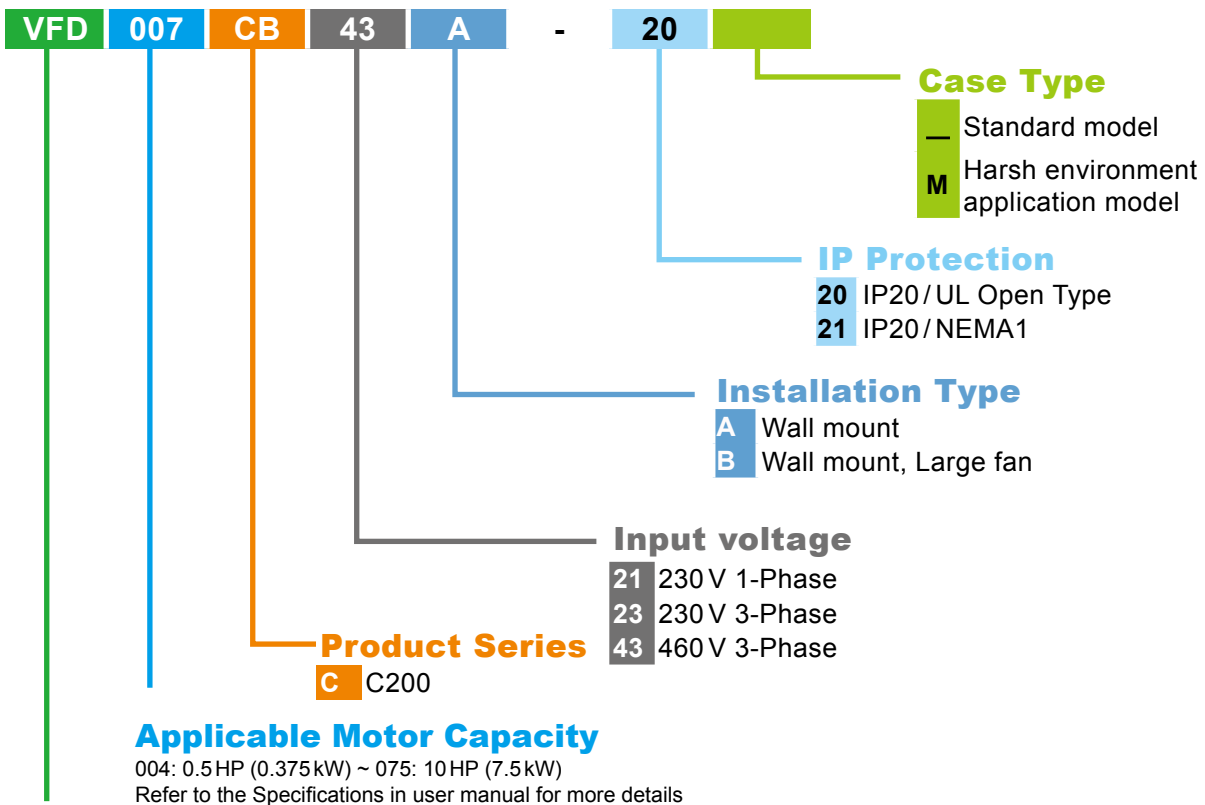 VFD 007 CB 43 A - 20
Case Type
_ Standard model
M Harsh environment
application model
IP Protection
20 IP20/UL Open Type
21 IP20/NEMA1
Installation Type
A Wall mount
B Wall mount, Large fan
Input voltage
21 230 V 1-Phase
23 230 V 3-Phase
43 460 V 3-Phase
Product Series
C C200
Applicable Motor Capacity
004: 0.5 HP (0.375 kW) ~ 075: 10 HP (7.5 kW)
Refer to the Specifications in user manual for more details